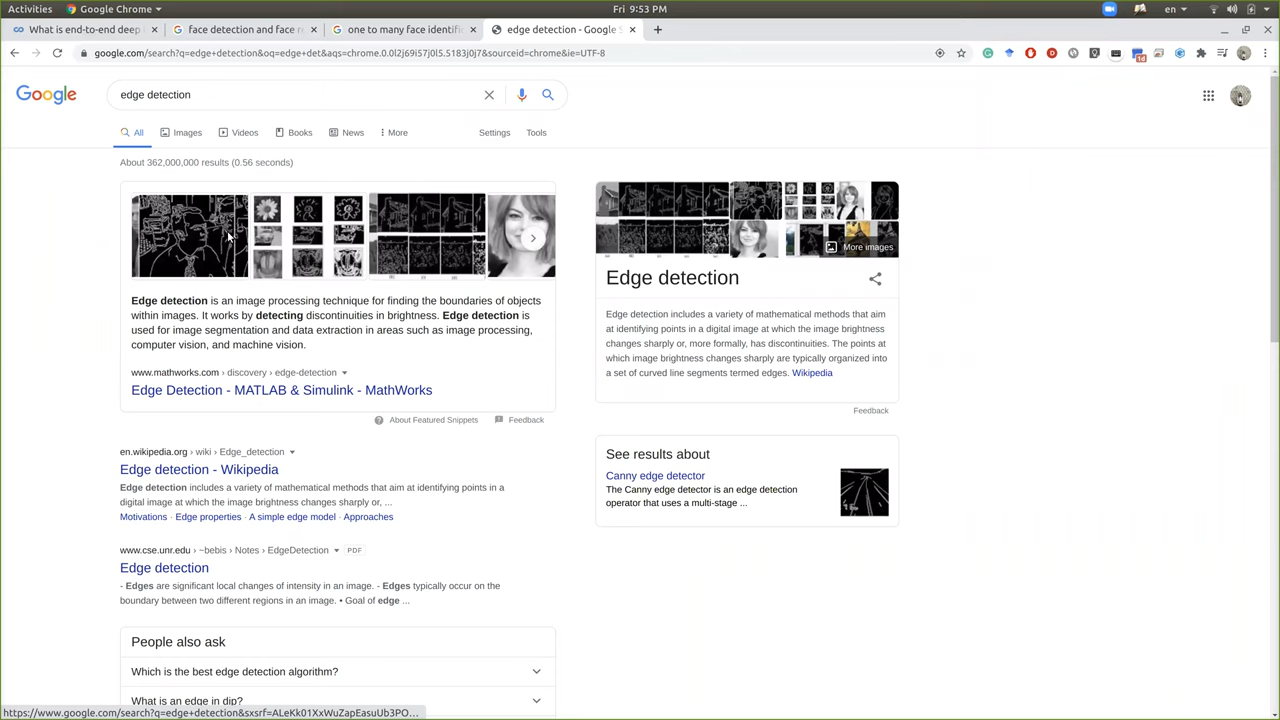 Activities
Google Chrome
Fri 9:53 PM
en
What is end-to-end deep
face detection and face r
one to many face identifi
edge detection - Google S
google.com/search?q=edge+detection&oq=edge+det&aqs=chrome.0.0l2j69i57j0l5.5183j0j7&sourceid=chrome&ie=UTF-8
Google
edge detection
All
Images
Videos
Books
News
More
Settings
Tools
About 362,000,000 results (0.56 seconds)
Edge detection is an image processing technique for finding the boundaries of objects
within images. It works by detecting discontinuities in brightness. Edge detection is
used for image segmentation and data extraction in areas such as image processing,
computer vision, and machine vision.
www.mathworks.com › discovery › edge-detection
Edge Detection - MATLAB & Simulink - MathWorks
About Featured Snippets
Feedback
en.wikipedia.org › wiki › Edge_detection
Edge detection - Wikipedia
Edge detection includes a variety of mathematical methods that aim at identifying points in a
digital image at which the image brightness changes sharply or, ...
Motivations · Edge properties · A simple edge model · Approaches
www.cse.unr.edu › ~bebis › Notes › EdgeDetection
PDF
Edge detection
- Edges are significant local changes of intensity in an image. - Edges typically occur on the
boundary between two different regions in an image. • Goal of edge ...
People also ask
Which is the best edge detection algorithm?
What is an edge in dip?
More images
Edge detection
Edge detection includes a variety of mathematical methods that aim
at identifying points in a digital image at which the image brightness
changes sharply or, more formally, has discontinuities. The points at
which image brightness changes sharply are typically organized into
a set of curved line segments termed edges. Wikipedia
Feedback
See results about
Canny edge detector
The Canny edge detector is an edge detection
operator that uses a multi-stage ...
https://www.google.com/search?q=edge+detection&sxsrf=ALeKk01XxWuZapEasuUb3PO...